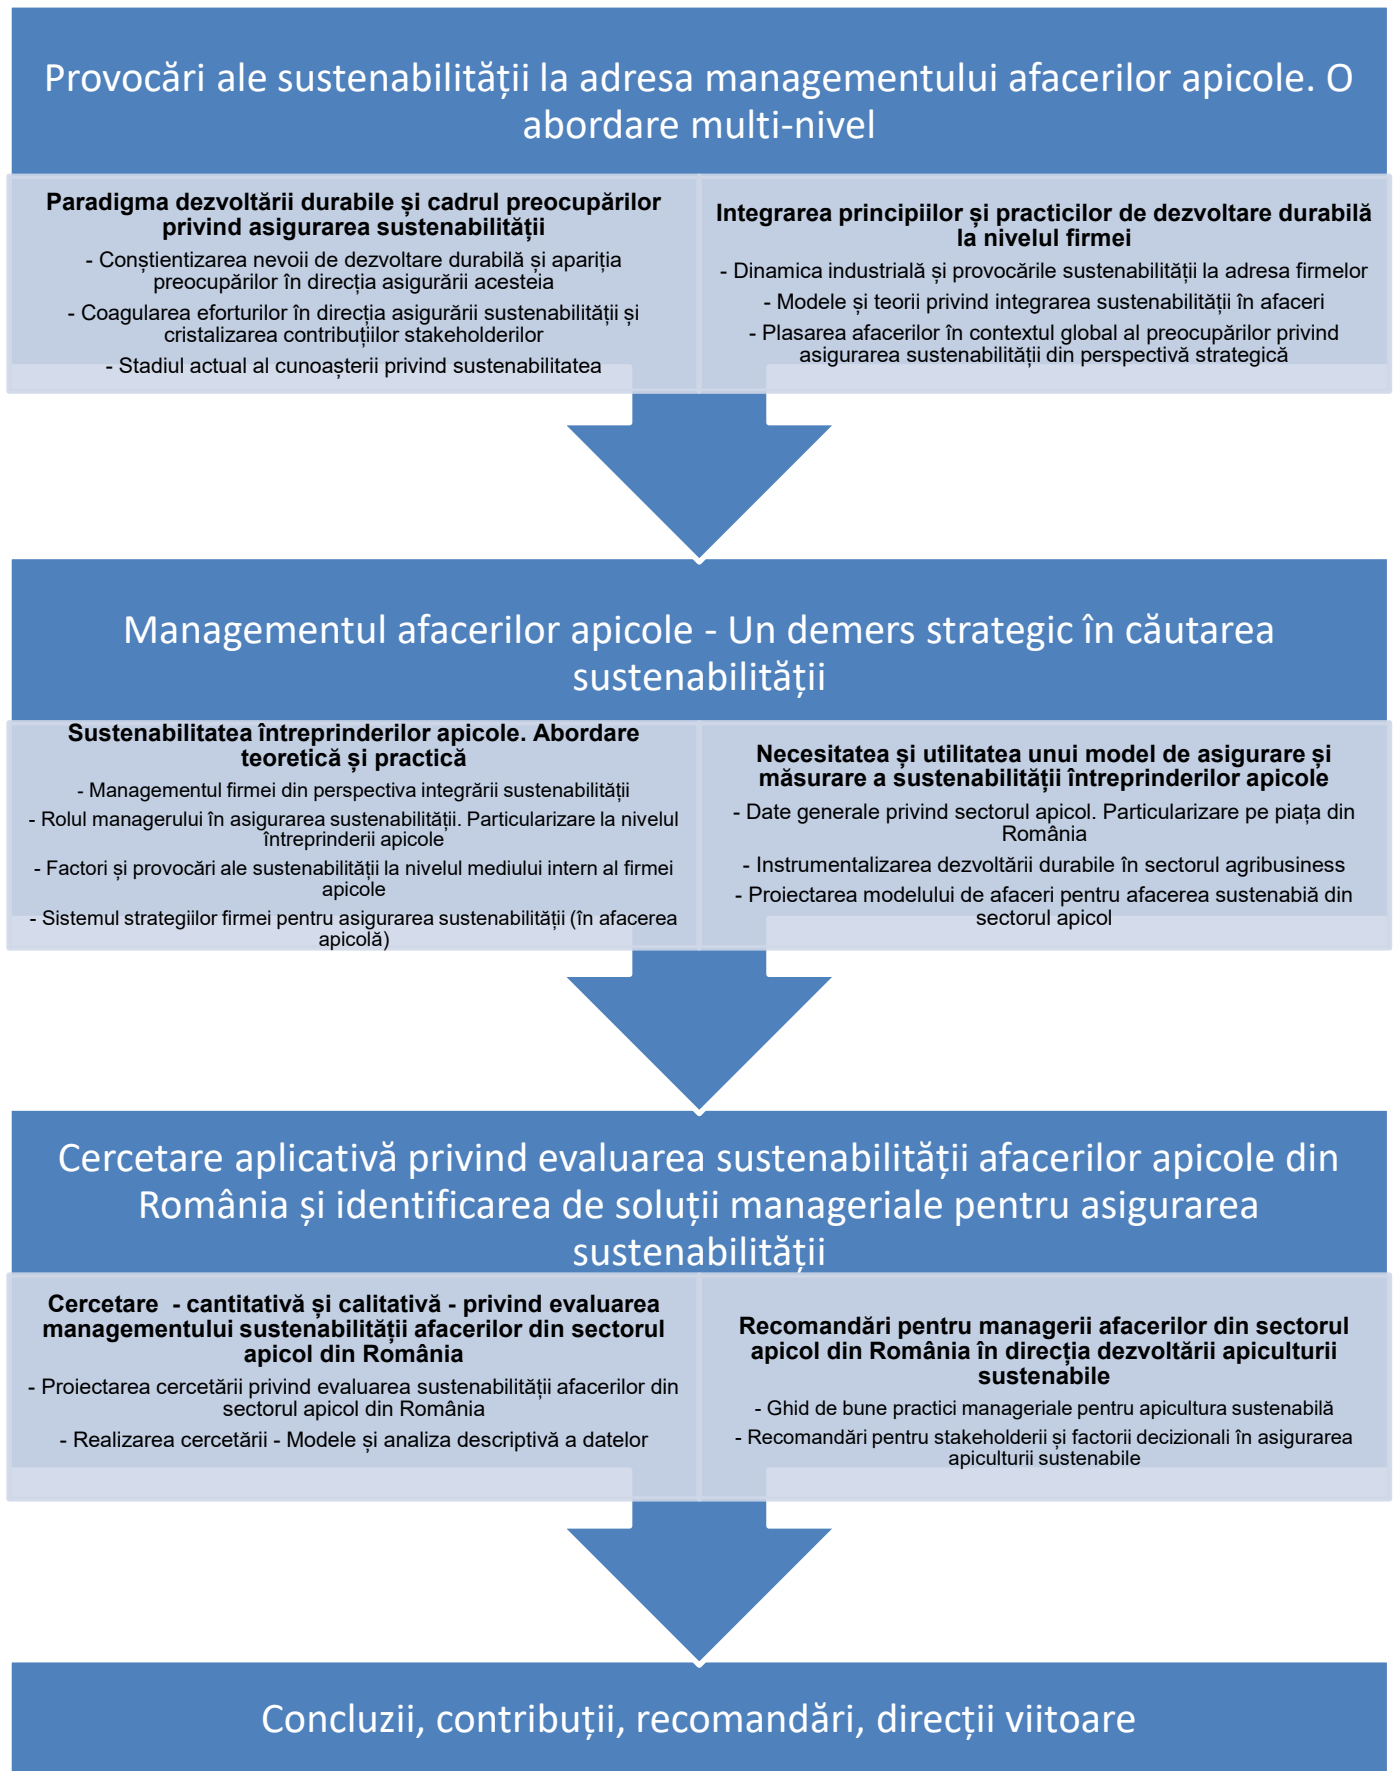 Provocări ale sustenabilității la adresa managementului afacerilor apicole. O
abordare multi-nivel
Paradigma dezvoltării durabile și cadrul preocupărilor
privind asigurarea sustenabilității
- Conștientizarea nevoii de dezvoltare durabilă și apariția
preocupărilor în direcția asigurării acesteia
- Coagularea eforturilor în direcția asigurării sustenabilității și
cristalizarea contribuțiilor stakeholderilor
- Stadiul actual al cunoașterii privind sustenabilitatea
Integrarea principiilor și practicilor de dezvoltare durabilă
la nivelul firmei
- Dinamica industrială și provocările sustenabilității la adresa firmelor
- Modele și teorii privind integrarea sustenabilității în afaceri
- Plasarea afacerilor în contextul global al preocupărilor privind
asigurarea sustenabilității din perspectivă strategică
Managementul afacerilor apicole - Un demers strategic în căutarea
sustenabilității
Sustenabilitatea întreprinderilor apicole. Abordare
teoretică și practică
- Managementul firmei din perspectiva integrării sustenabilității
- Rolul managerului în asigurarea sustenabilității. Particularizare la nivelul
întreprinderii apicole
- Factori și provocări ale sustenabilității la nivelul mediului intern al firmei
apicole
- Sistemul strategiilor firmei pentru asigurarea sustenabilității (în afacerea
apicolă)
Necesitatea și utilitatea unui model de asigurare și
măsurare a sustenabilității întreprinderilor apicole
- Date generale privind sectorul apicol. Particularizare pe piața din
România
- Instrumentalizarea dezvoltării durabile în sectorul agribusiness
- Proiectarea modelului de afaceri pentru afacerea sustenabiă din
sectorul apicol
Cercetare aplicativă privind evaluarea sustenabilității afacerilor apicole din
România și identificarea de soluții manageriale pentru asigurarea
sustenabilității
Cercetare  - cantitativă și calitativă - privind evaluarea
managementului sustenabilității afacerilor din sectorul
apicol din România
- Proiectarea cercetării privind evaluarea sustenabilității afacerilor din
sectorul apicol din România
- Realizarea cercetării - Modele și analiza descriptivă a datelor
Recomandări pentru managerii afacerilor din sectorul
apicol din România în direcția dezvoltării apiculturii
sustenabile
- Ghid de bune practici manageriale pentru apicultura sustenabilă
- Recomandări pentru stakeholderii și factorii decizionali în asigurarea
apiculturii sustenabile
Concluzii, contribuții, recomandări, direcții viitoare